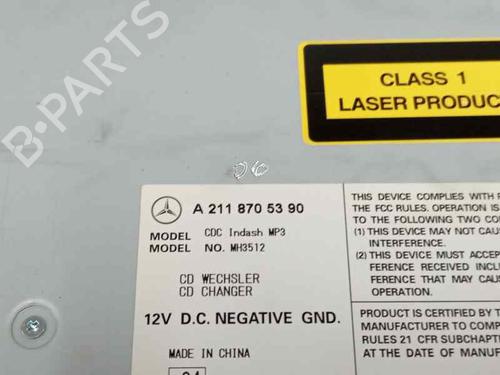 CLASS 1
LASER PRODUC
06
A 211 870 53 90
MODEL CDC Indash MP3
MODEL NO. MH3512
CD WECHSLER
CD CHANGER
12V D.C. NEGATIVE GND.
MADE IN CHINA
THIS DEVICE COMPLIES WITH
THE FCC RULES. OPERATION IS
THE FOLLOWING TWO CON
(1) THIS DEVICE MAY NOT CAUS
INTERFERENCE.
(2) THIS DEVICE MUST ACCEP
FERENCE RECEIVED INCLU
FERENCE THAT MAY CAUS
OPERATION.
PRODUCT IS CERTIFIED BY T
MANUFACTURER TO COMP
RULES 21 CFR SUBCHAPT
AT THE DATE OF MANUF
B-PARTS